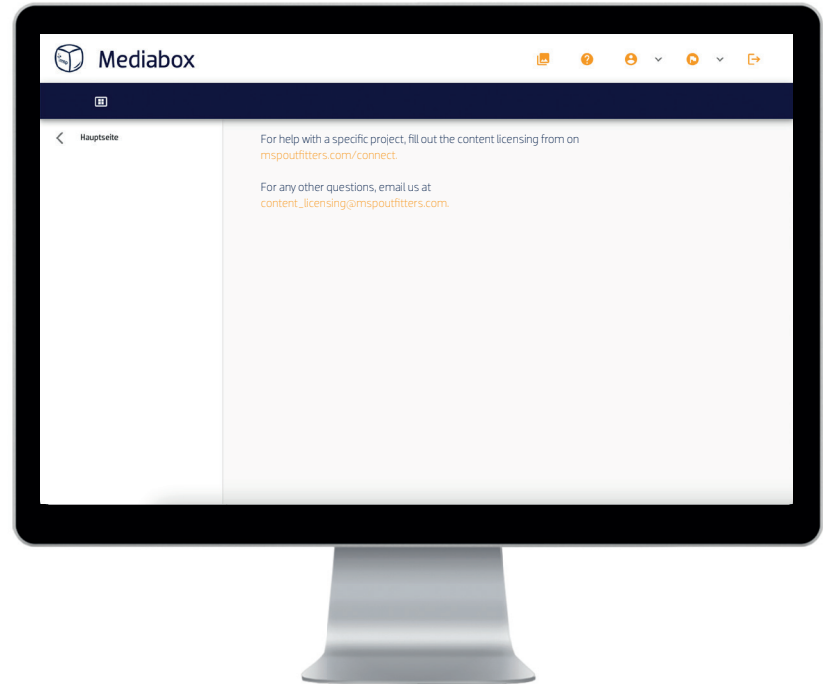 Mediabox
Hauptseite
For help with a specific project, fill out the content licensing from on
mspoutfitters.com/connect.
For any other questions, email us at
content_licensing@mspoutfitters.com.